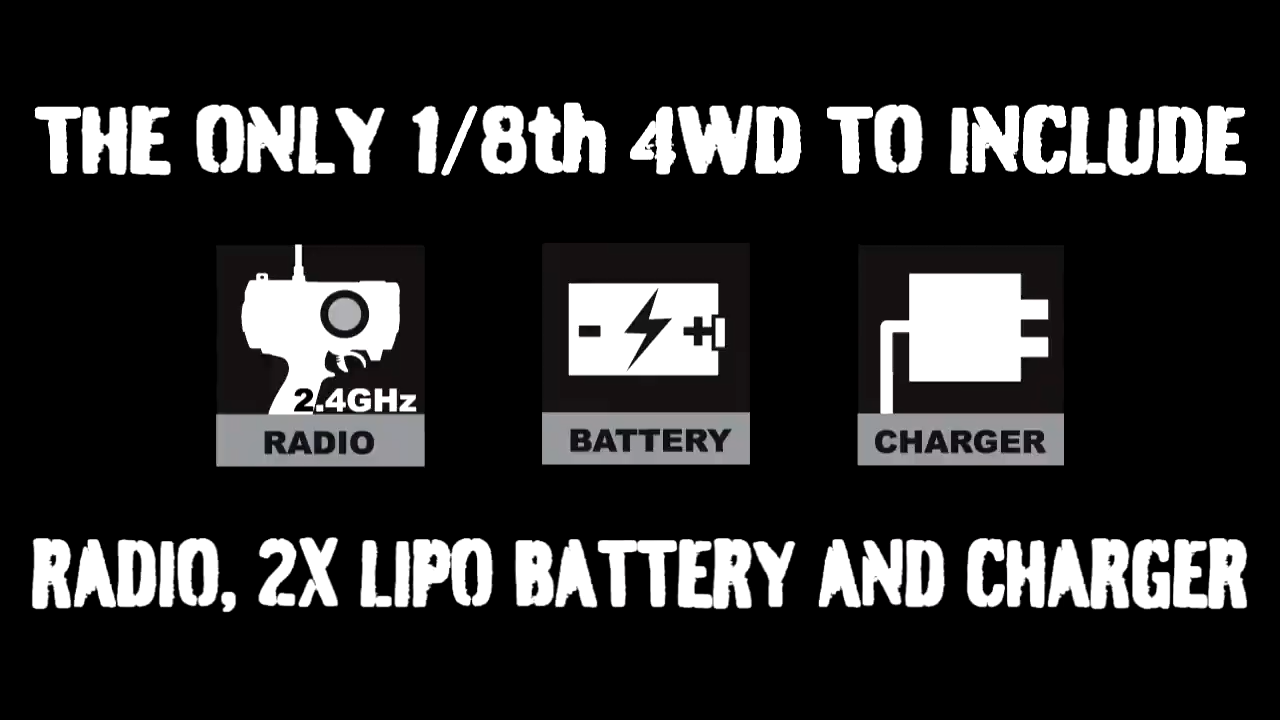 THE ONLY 1/8th 4WD TO INCLUDE
2.4GHz
RADIO
BATTERY
CHARGER
RADIO, 2X LIPO BATTERY AND CHARGER